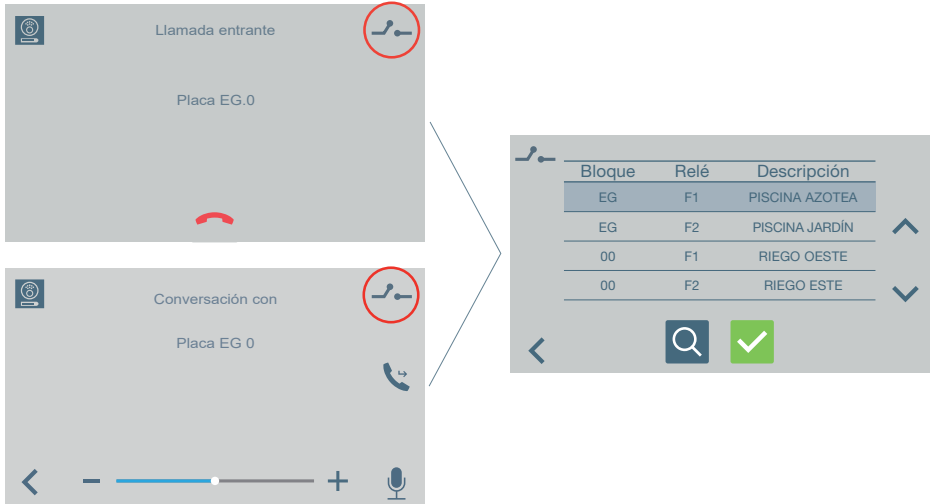 Llamada entrante
Placa EG.0
Conversación con
Placa EG 0
Bloque Relé Descripción
EG F1 PISCINA AZOTEA
EG F2 PISCINA JARDÍN
00 F1 RIEGO OESTE
00 F2 RIEGO ESTE